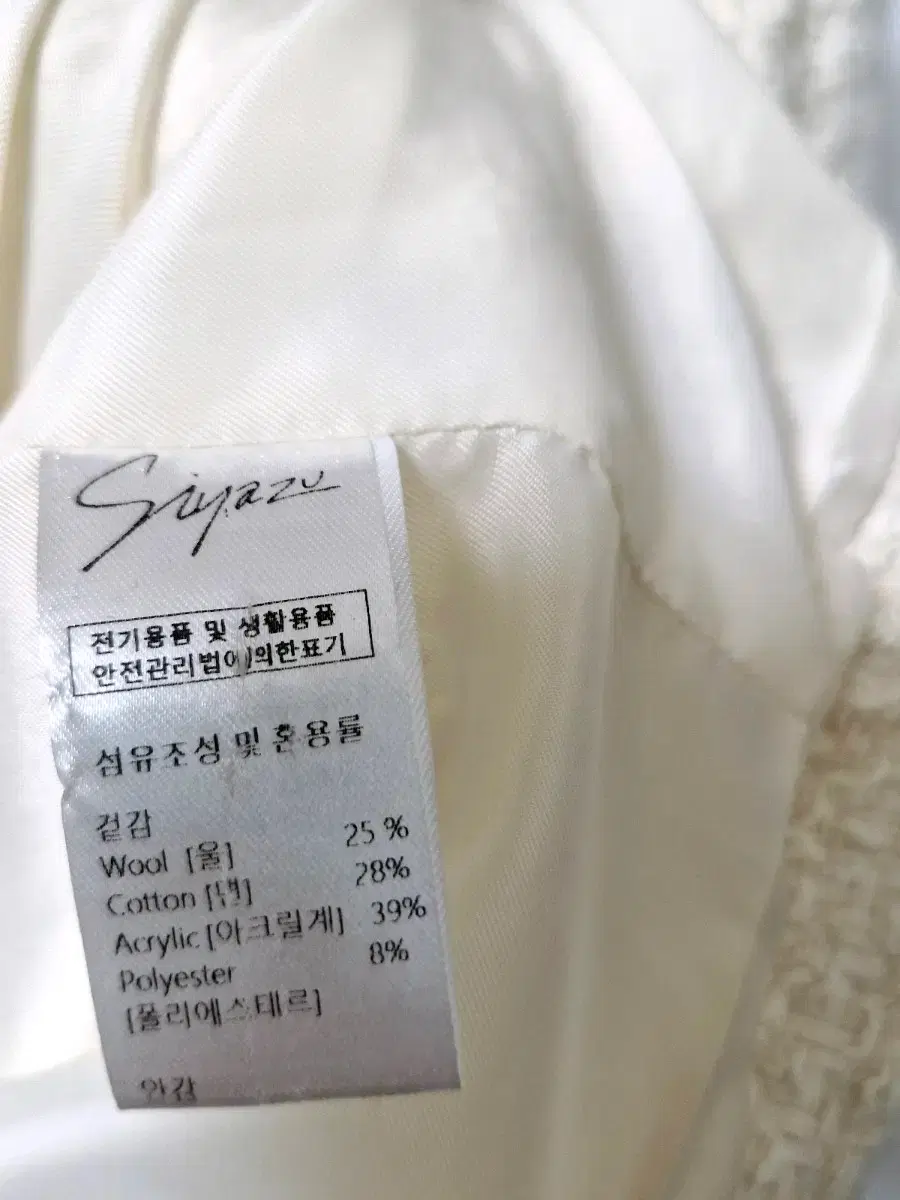 Siyazu
전기용품 및 생활용품
안전관리법에의한표기
섬유조성 및 혼용률
겉감
Wool [울] 25 %
Cotton [면] 28%
Acrylic [아크릴계] 39%
Polyester 8%
[폴리에스테르]
안감